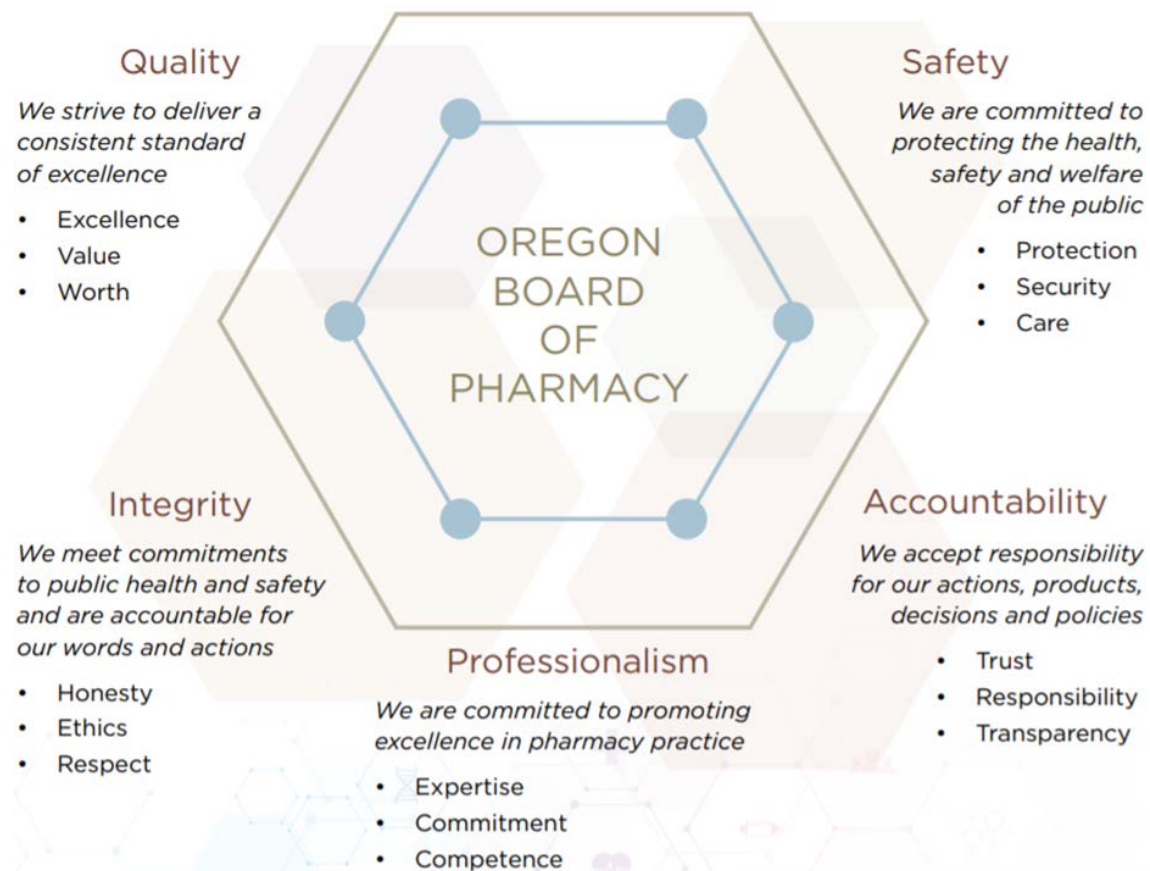 Quality
We strive to deliver a
consistent standard
of excellence
• Excellence
• Value
• Worth
Safety
We are committed to
protecting the health,
safety and welfare
of the public
• Protection
• Security
• Care
OREGON
BOARD
OF
PHARMACY
Integrity
We meet commitments
to public health and safety
and are accountable for
our words and actions
• Honesty
• Ethics
• Respect
Accountability
We accept responsibility
for our actions, products,
decisions and policies
• Trust
• Responsibility
• Transparency
Professionalism
We are committed to promoting
excellence in pharmacy practice
• Expertise
• Commitment
• Competence